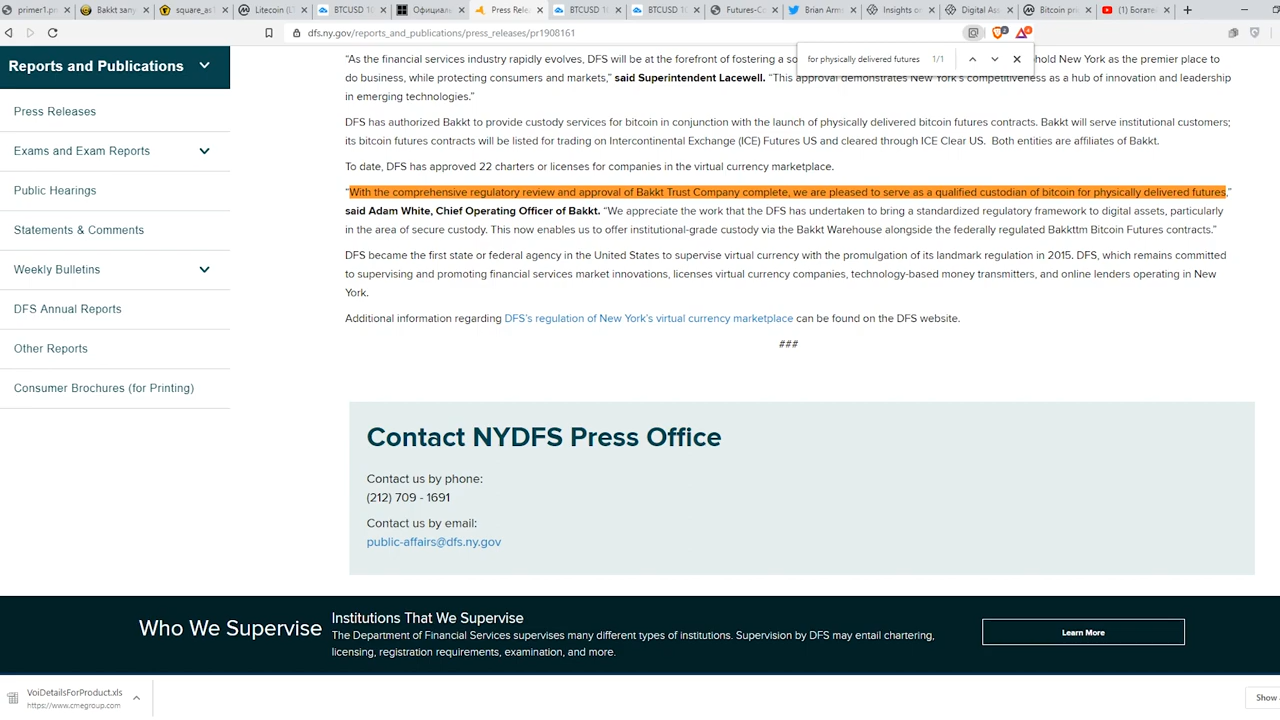 primer1.pr
Bakkt запу
square_as1
Litecoin (L
BTCUSD 10
Официаль
Press Rele
BTCUSD 10
BTCUSD 10
Futures-Co
Brian Arm
Insights on
Digital Ass
Bitcoin pr
(1) Богате
dfs.ny.gov/reports_and_publications/press_releases/pr1908161
for physically delivered futures 1/1
Reports and Publications
Press Releases
Exams and Exam Reports
Public Hearings
Statements & Comments
Weekly Bulletins
DFS Annual Reports
Other Reports
Consumer Brochures (for Printing)
“As the financial services industry rapidly evolves, DFS will be at the forefront of fostering a so hold New York as the premier place to
do business, while protecting consumers and markets,” said Superintendent Lacewell. “This approval demonstrates New York’s competitiveness as a hub of innovation and leadership
in emerging technologies.”
DFS has authorized Bakkt to provide custody services for bitcoin in conjunction with the launch of physically delivered bitcoin futures contracts. Bakkt will serve institutional customers;
its bitcoin futures contracts will be listed for trading on Intercontinental Exchange (ICE) Futures US and cleared through ICE Clear US. Both entities are affiliates of Bakkt.
To date, DFS has approved 22 charters or licenses for companies in the virtual currency marketplace.
“With the comprehensive regulatory review and approval of Bakkt Trust Company complete, we are pleased to serve as a qualified custodian of bitcoin for physically delivered futures,”
said Adam White, Chief Operating Officer of Bakkt. “We appreciate the work that the DFS has undertaken to bring a standardized regulatory framework to digital assets, particularly
in the area of secure custody. This now enables us to offer institutional-grade custody via the Bakkt Warehouse alongside the federally regulated Bakkttm Bitcoin Futures contracts.”
DFS became the first state or federal agency in the United States to supervise virtual currency with the promulgation of its landmark regulation in 2015. DFS, which remains committed
to supervising and promoting financial services market innovations, licenses virtual currency companies, technology-based money transmitters, and online lenders operating in New
York.
Additional information regarding DFS’s regulation of New York’s virtual currency marketplace can be found on the DFS website.
###
Contact NYDFS Press Office
Contact us by phone:
(212) 709 - 1691
Contact us by email:
public-affairs@dfs.ny.gov
Who We Supervise
Institutions That We Supervise
The Department of Financial Services supervises many different types of institutions. Supervision by DFS may entail chartering,
licensing, registration requirements, examination, and more.
Learn More
VoiDetailsForProduct.xls
https://www.cmegroup.com
Show